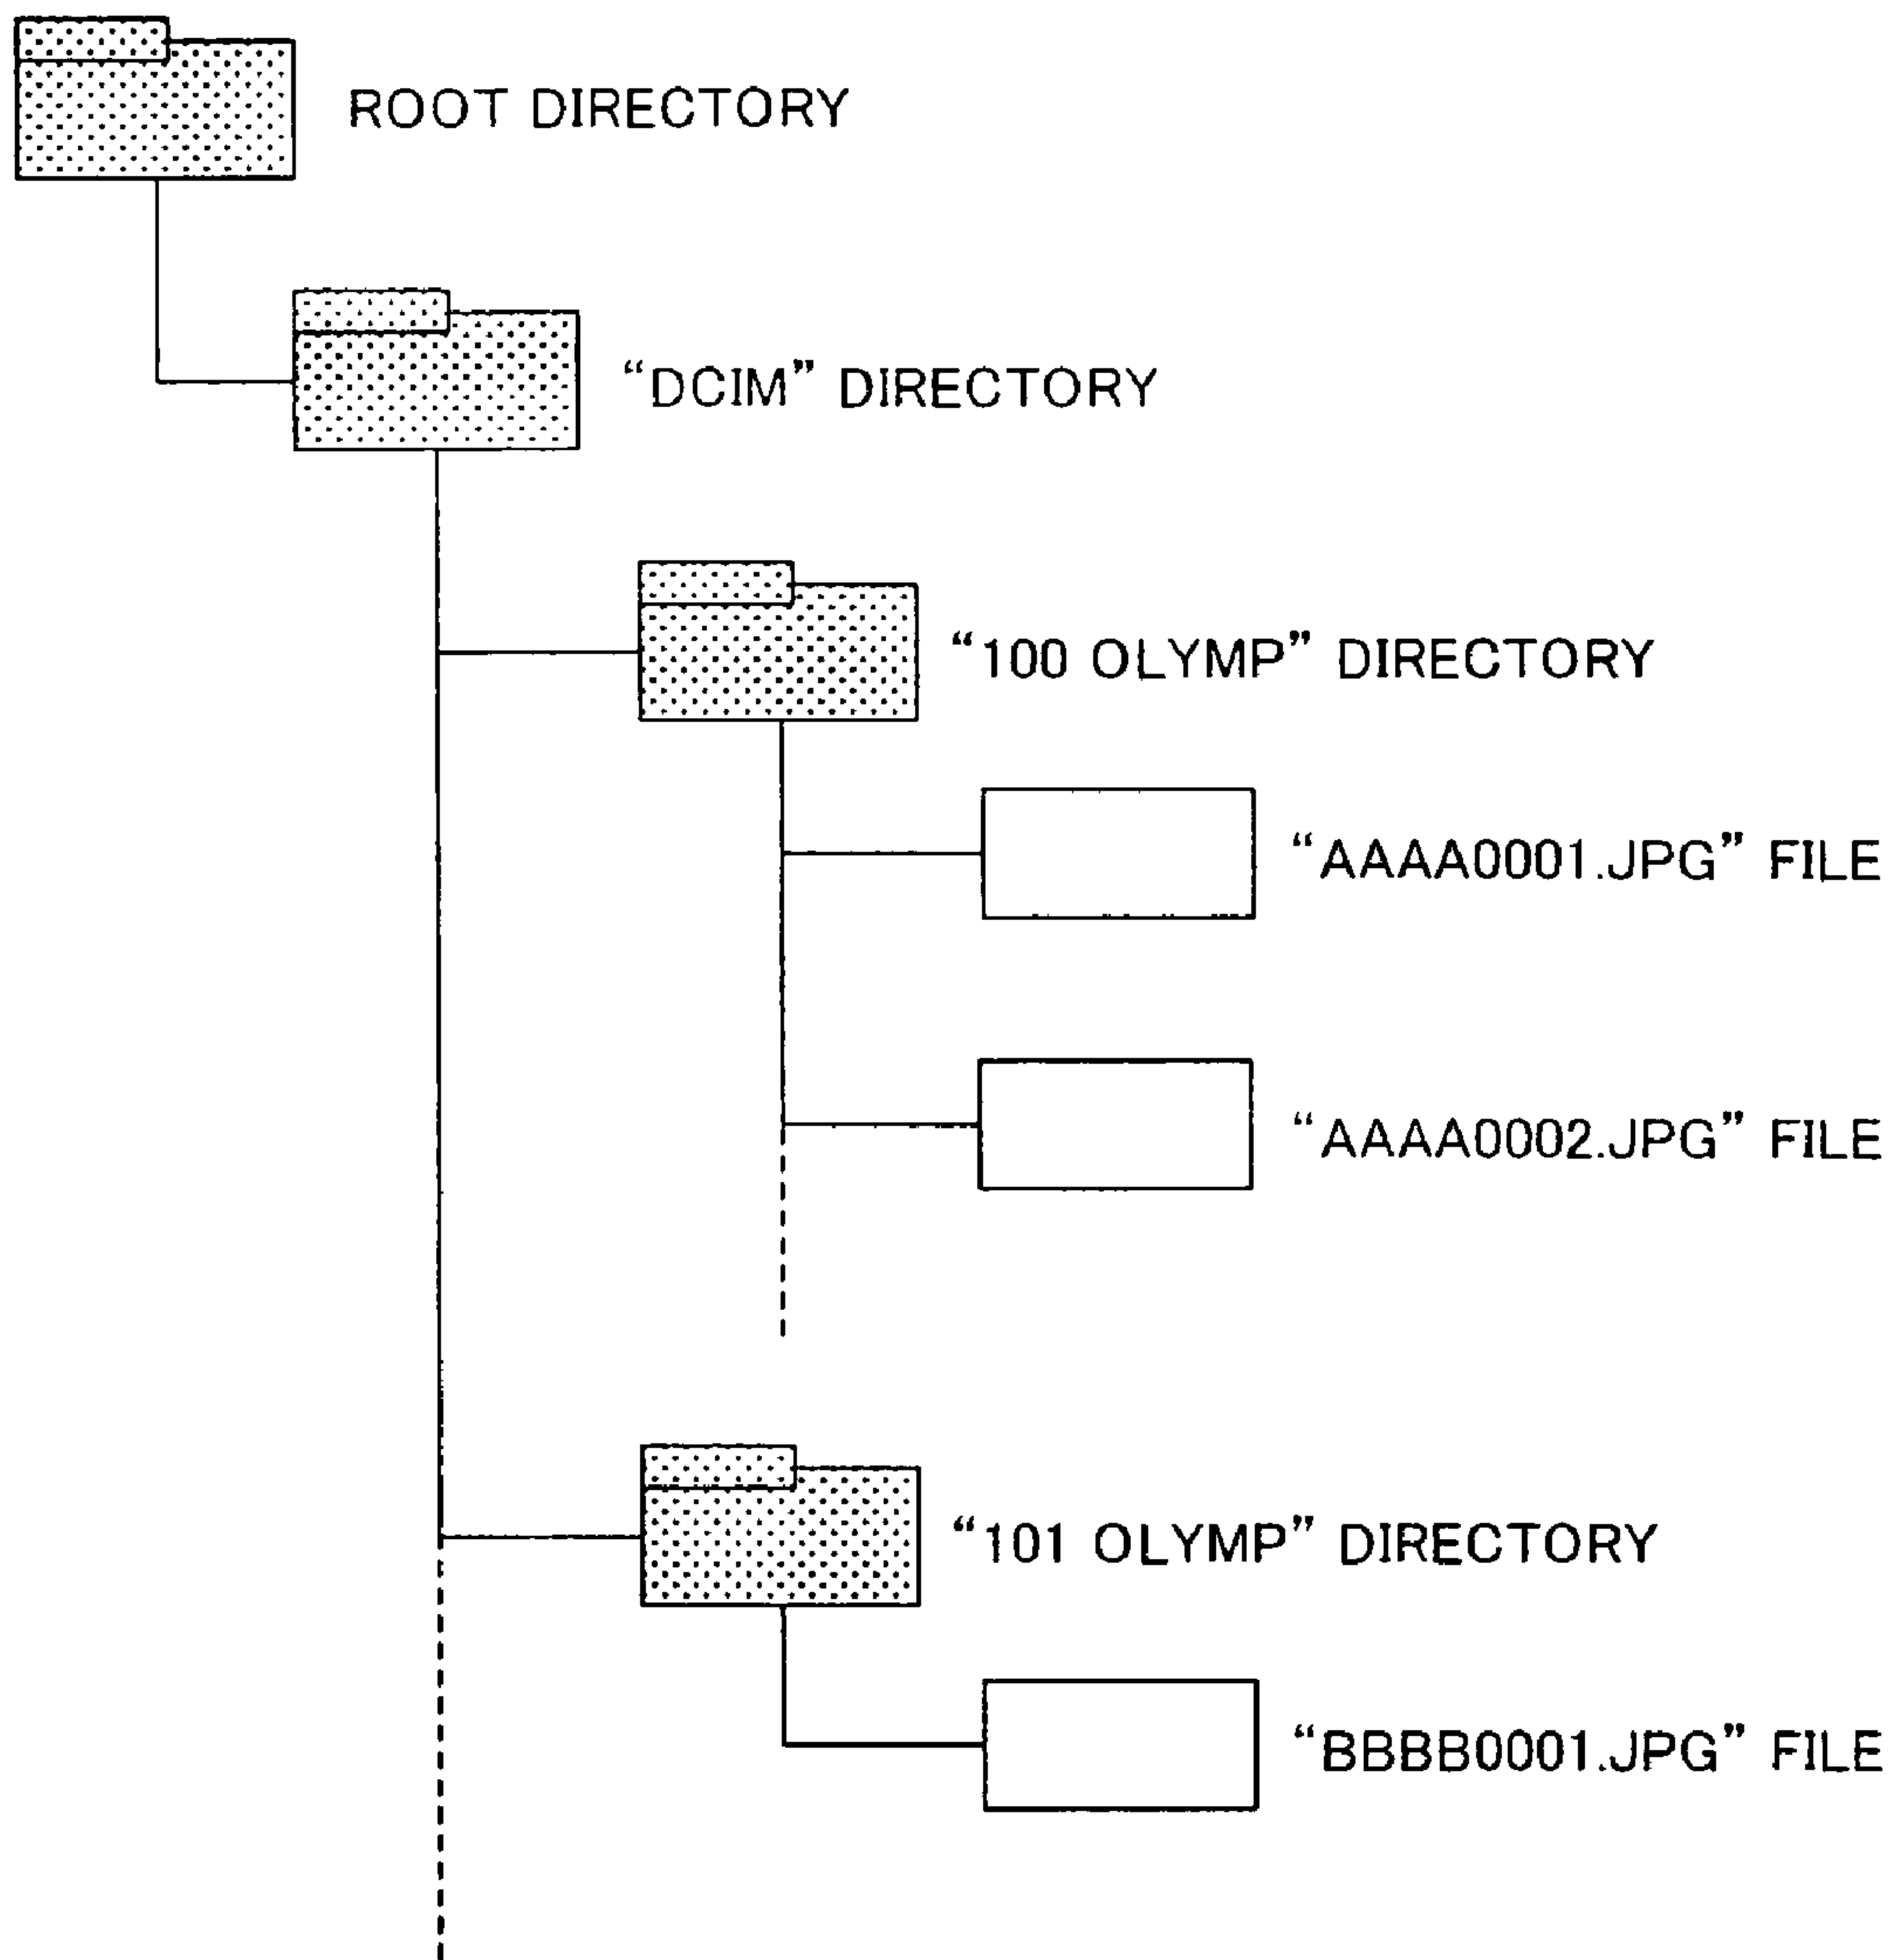 ROOT DIRECTORY
“DCIM” DIRECTORY
“100 OLYMP” DIRECTORY
“AAAA0001.JPG” FILE
“AAAA0002.JPG” FILE
“101 OLYMP” DIRECTORY
“BBBB0001.JPG” FILE